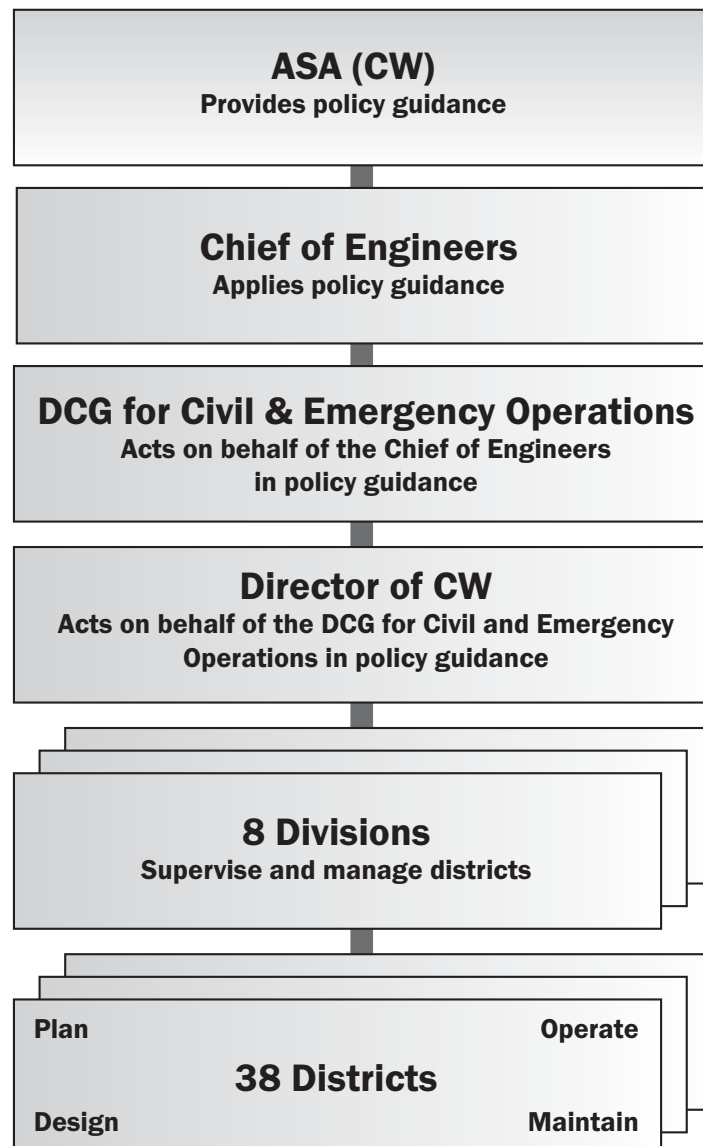 ASA (CW)
Provides policy guidance
Chief of Engineers
Applies policy guidance
DCG for Civil & Emergency Operations
Acts on behalf of the Chief of Engineers
in policy guidance
Director of CW
Acts on behalf of the DCG for Civil and Emergency
Operations in policy guidance
8 Divisions
Supervise and manage districts
Plan Operate
38 Districts
Design Maintain